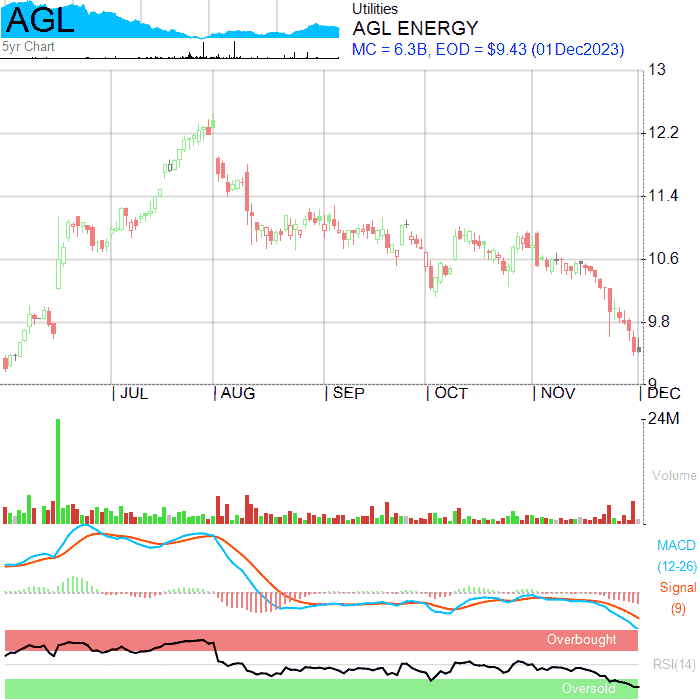 AGL
5yr Chart
Utilities
AGL ENERGY
MC = 6.3B, EOD = $9.43 (01Dec2023)
13
12.2
11.4
10.6
9.8
9
JUL
AUG
SEP
OCT
NOV
DEC
24M
Volume
MACD
(12-26)
Signal
(9)
Overbought
RSI(14)
Oversold